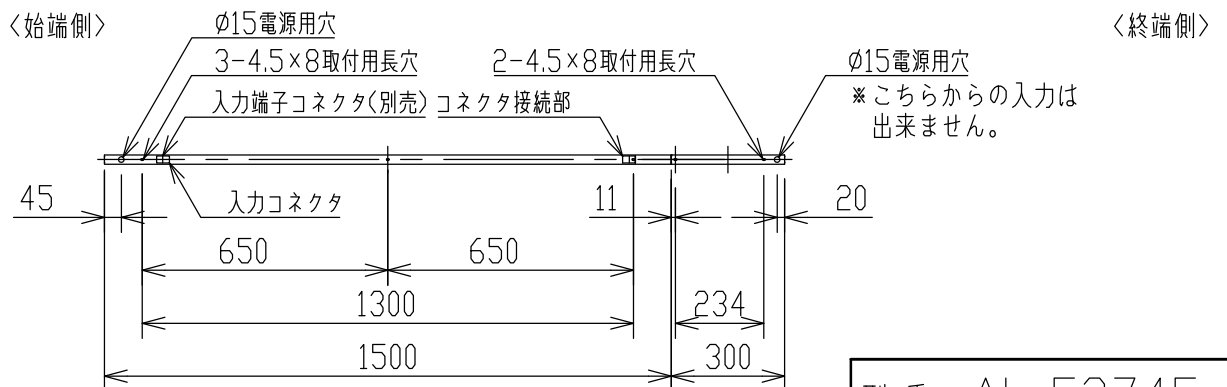 〈始端側〉
〈終端側〉
Ø15電源用穴
3-4.5×8取付用長穴
2-4.5×8取付用長穴
Ø15電源用穴
入力端子コネクタ(別売)
コネクタ接続部
※こちらからの入力は
出来ません。
45
入力コネクタ
11
20
650
650
1300
234
1500
300